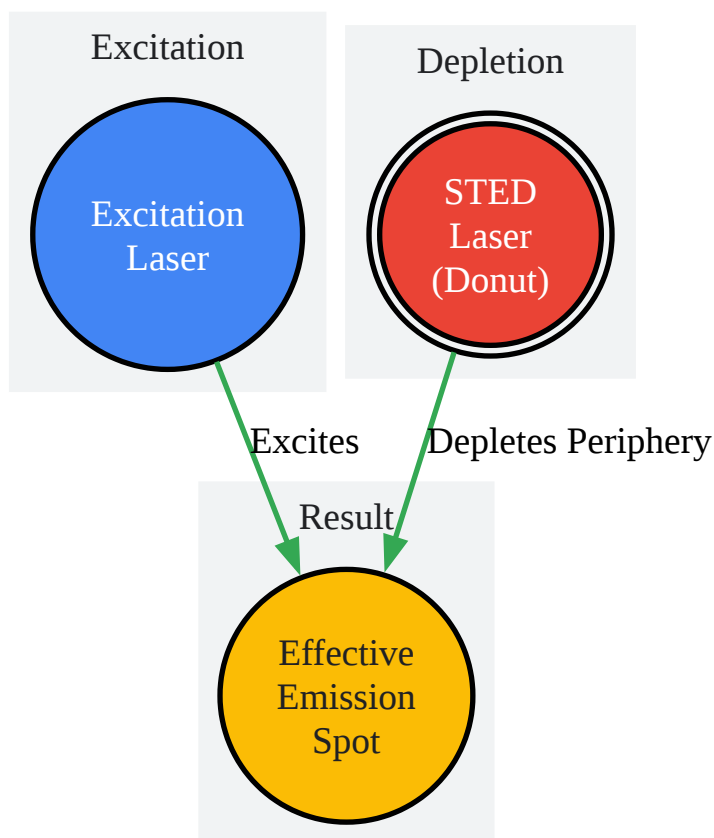 Excitation
Depletion
Excitation
Laser
STED
Laser
(Donut)
Excites
Depletes Periphery
Result
Effective
Emission
Spot